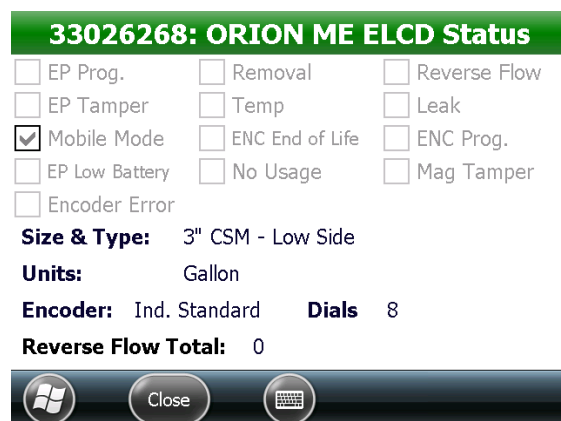 33026268: ORION ME ELCD Status
EP Prog. Removal Reverse Flow
EP Tamper Temp Leak
Mobile Mode ENC End of Life ENC Prog.
EP Low Battery No Usage Mag Tamper
Encoder Error
Size & Type: 3" CSM - Low Side
Units: Gallon
Encoder: Ind. Standard Dials 8
Reverse Flow Total: 0
Close